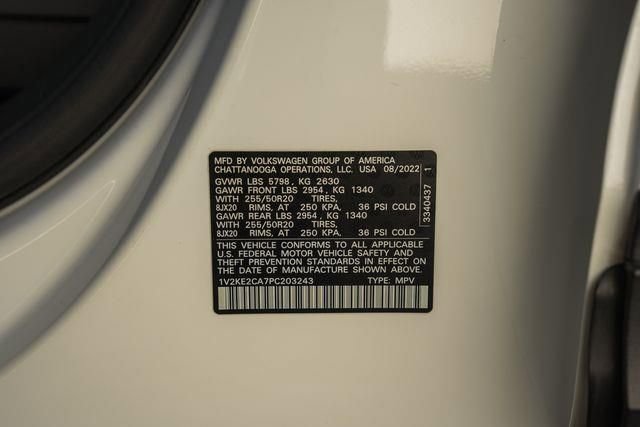 MFD BY VOLKSWAGEN GROUP OF AMERICA
CHATTANOOGA OPERATIONS, LLC. USA 08/2022
GVWR LBS 5798, KG 2630
GAWR FRONT LBS 2954, KG 1340
WITH 255/50R20 TIRES,
8JX20 RIMS, AT 250 KPA, 36 PSI COLD
GAWR REAR LBS 2954, KG 1340
WITH 255/50R20 TIRES,
8JX20 RIMS, AT 250 KPA, 36 PSI COLD
THIS VEHICLE CONFORMS TO ALL APPLICABLE
U.S. FEDERAL MOTOR VEHICLE SAFETY AND
THEFT PREVENTION STANDARDS IN EFFECT
ON THE DATE OF MANUFACTURE SHOWN ABOVE.
1V2KE2CA7PC203243 TYPE: MPV
3340437 1